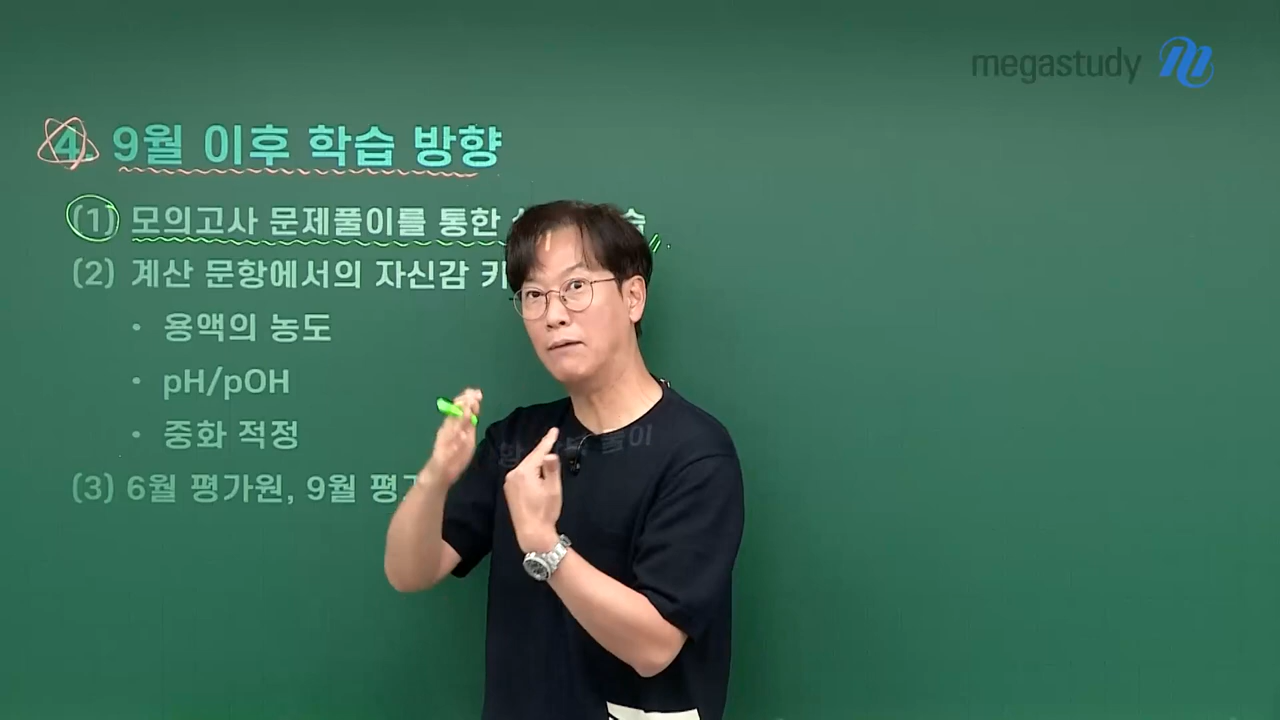 megastudy
4. 9월 이후 학습 방향
(1) 모의고사 문제풀이를 통한
(2) 계산 문항에서의 자신감
• 용액의 농도
• pH/pOH
• 중화 적정
(3) 6월 평가원, 9월